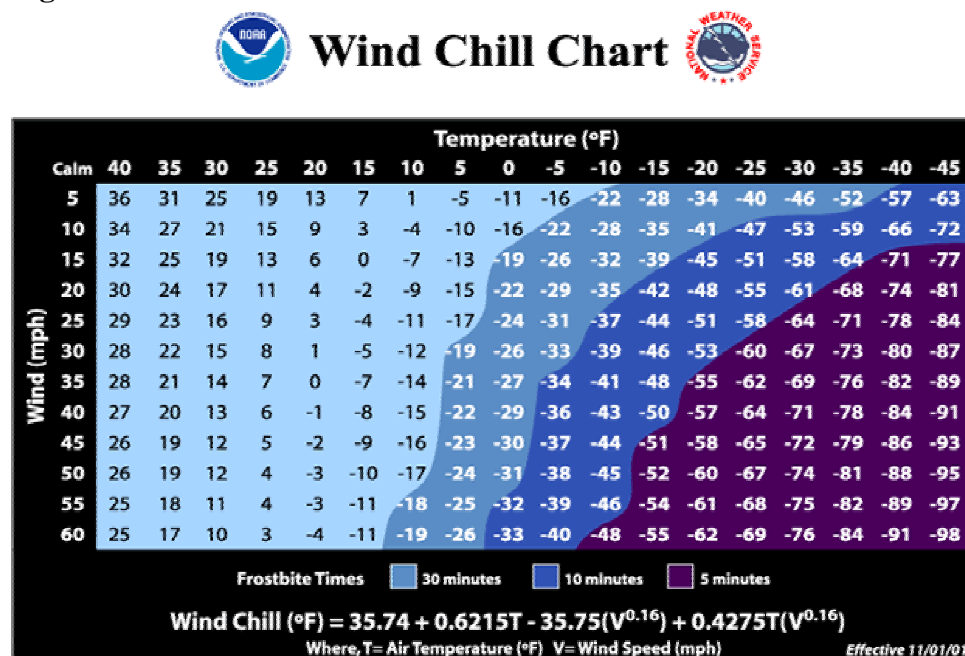 NOAA
Wind Chill Chart
NATIONAL WEATHER SERVICE
Temperature (ºF)
Calm 40 35 30 25 20 15 10 5 0 -5 -10 -15 -20 -25 -30 -35 -40 -45
Wind (mph)
5 36 31 25 19 13 7 1 -5 -11 -16 -22 -28 -34 -40 -46 -52 -57 -63
10 34 27 21 15 9 3 -4 -10 -16 -22 -28 -35 -41 -47 -53 -59 -66 -72
15 32 25 19 13 6 0 -7 -13 -19 -26 -32 -39 -45 -51 -58 -64 -71 -77
20 30 24 17 11 4 -2 -9 -15 -22 -29 -35 -42 -48 -55 -61 -68 -74 -81
25 29 23 16 9 3 -4 -11 -17 -24 -31 -37 -44 -51 -58 -64 -71 -78 -84
30 28 22 15 8 1 -5 -12 -19 -26 -33 -39 -46 -53 -60 -67 -73 -80 -87
35 28 21 14 7 0 -7 -14 -21 -27 -34 -41 -48 -55 -62 -69 -76 -82 -89
40 27 20 13 6 -1 -8 -15 -22 -29 -36 -43 -50 -57 -64 -71 -78 -84 -91
45 26 19 12 5 -2 -9 -16 -23 -30 -37 -44 -51 -58 -65 -72 -79 -86 -93
50 26 19 12 4 -3 -10 -17 -24 -31 -38 -45 -52 -60 -67 -74 -81 -88 -95
55 25 18 11 4 -3 -11 -18 -25 -32 -39 -46 -54 -61 -68 -75 -82 -89 -97
60 25 17 10 3 -4 -11 -19 -26 -33 -40 -48 -55 -62 -69 -76 -84 -91 -98
Frostbite Times 30 minutes 10 minutes 5 minutes
Wind Chill (ºF) = 35.74 + 0.6215T - 35.75(V^0.16) + 0.4275T(V^0.16)
Where, T= Air Temperature (ºF) V= Wind Speed (mph)
Effective 11/01/01